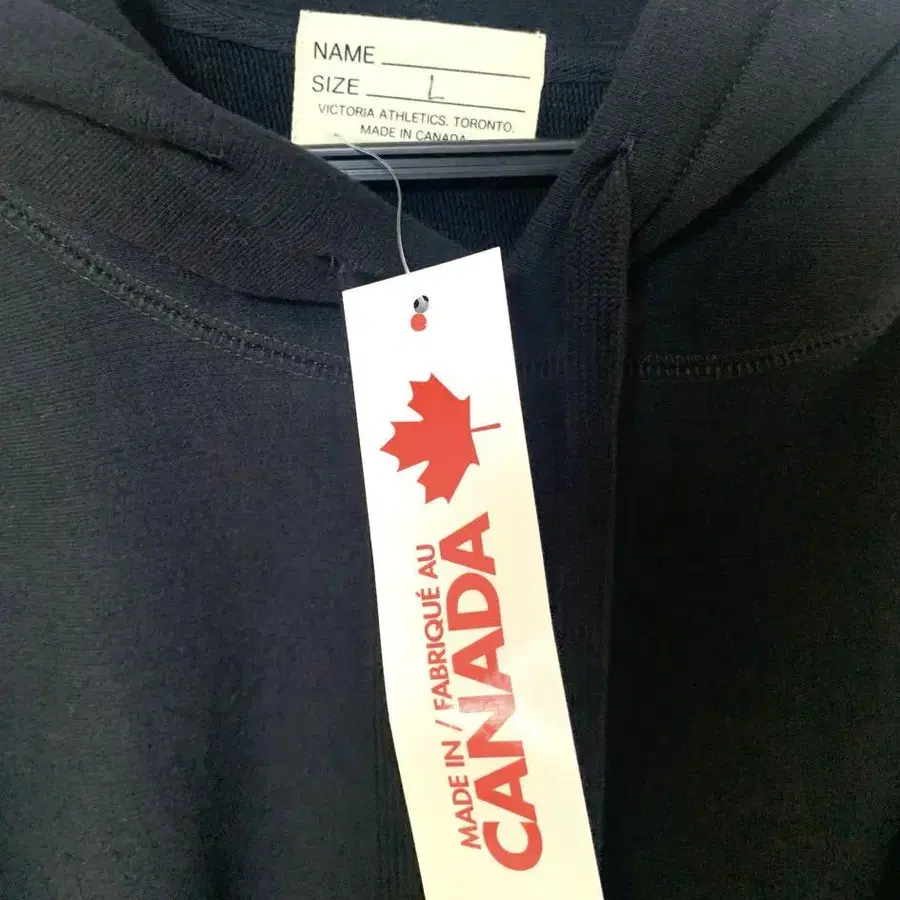 NAME
SIZE L
VICTORIA ATHLETICS. TORONTO.
MADE IN CANADA
MADE IN / FABRIQUÉ AU
CANADA